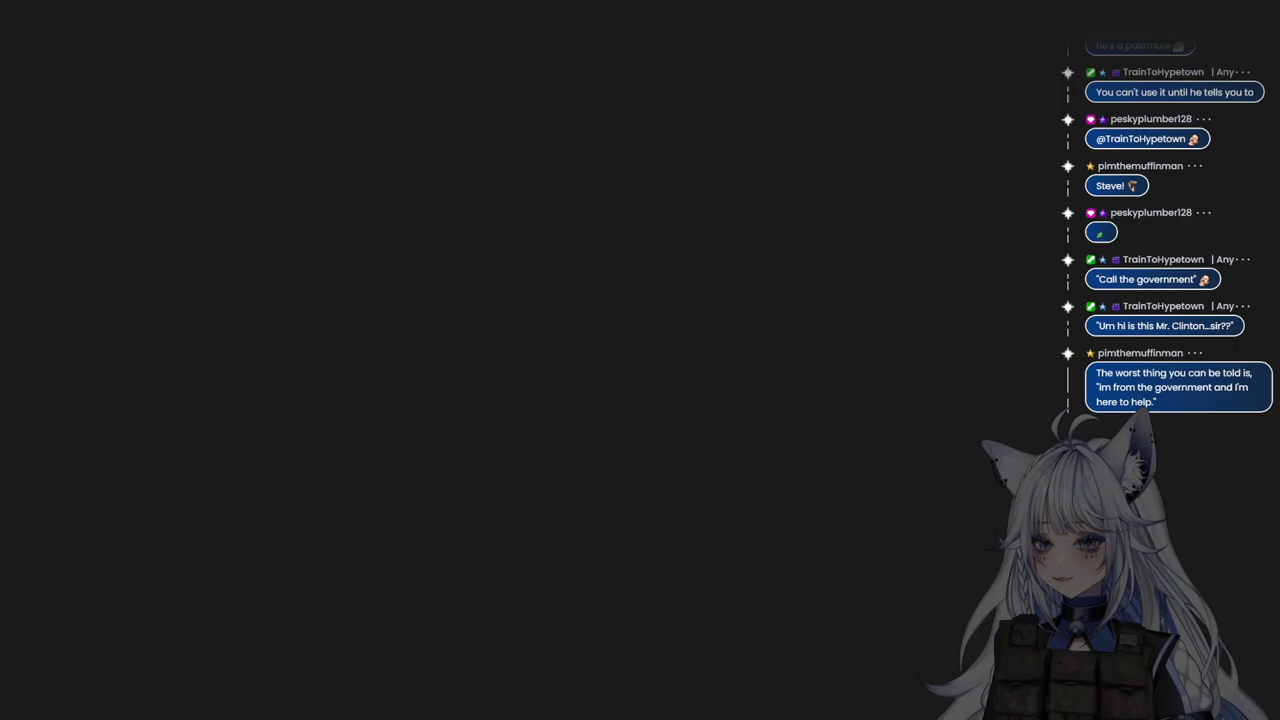 he's a palamute
TrainToHypetown | Any···
You can't use it until he tells you to
peskyplumber128 ···
@TrainToHypetown
pimthemuffinman ···
Steve!
peskyplumber128 ···
TrainToHypetown | Any···
"Call the government"
TrainToHypetown | Any···
"Um hi is this Mr. Clinton...sir??"
pimthemuffinman ···
The worst thing you can be told is,
"im from the government and I'm
here to help."